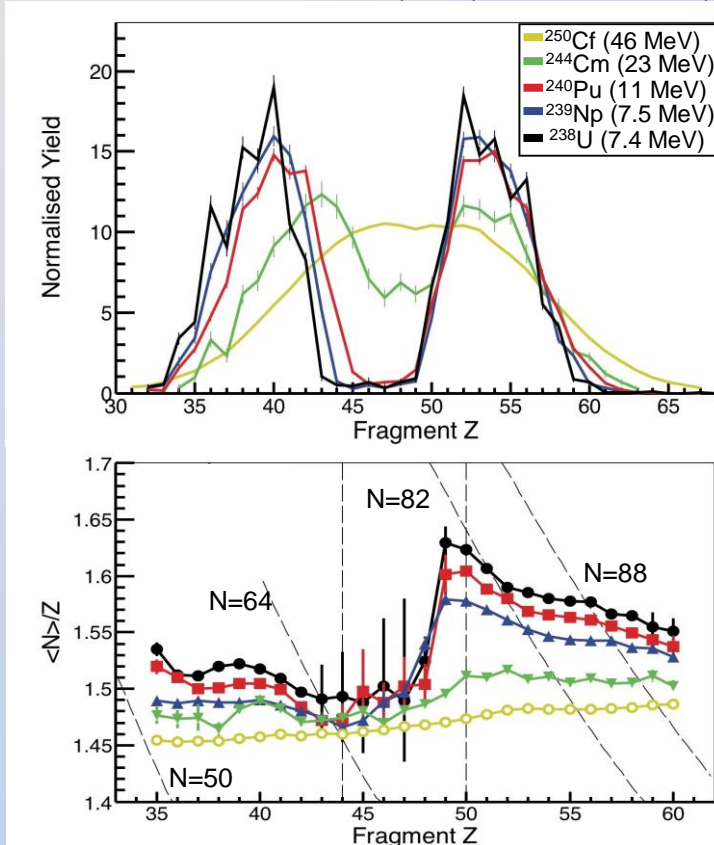 ²⁵⁰Cf (46 MeV)
²⁴⁴Cm (23 MeV)
²⁴⁰Pu (11 MeV)
²³⁹Np (7.5 MeV)
²³⁸U (7.4 MeV)
Normalised Yield
20
15
10
5
0
30 35 40 45 50 55 60 65
Fragment Z
<N>/Z
1.7
1.65
1.6
1.55
1.5
1.45
1.4
N=82
N=88
N=64
N=50
35 40 45 50 55 60
Fragment Z